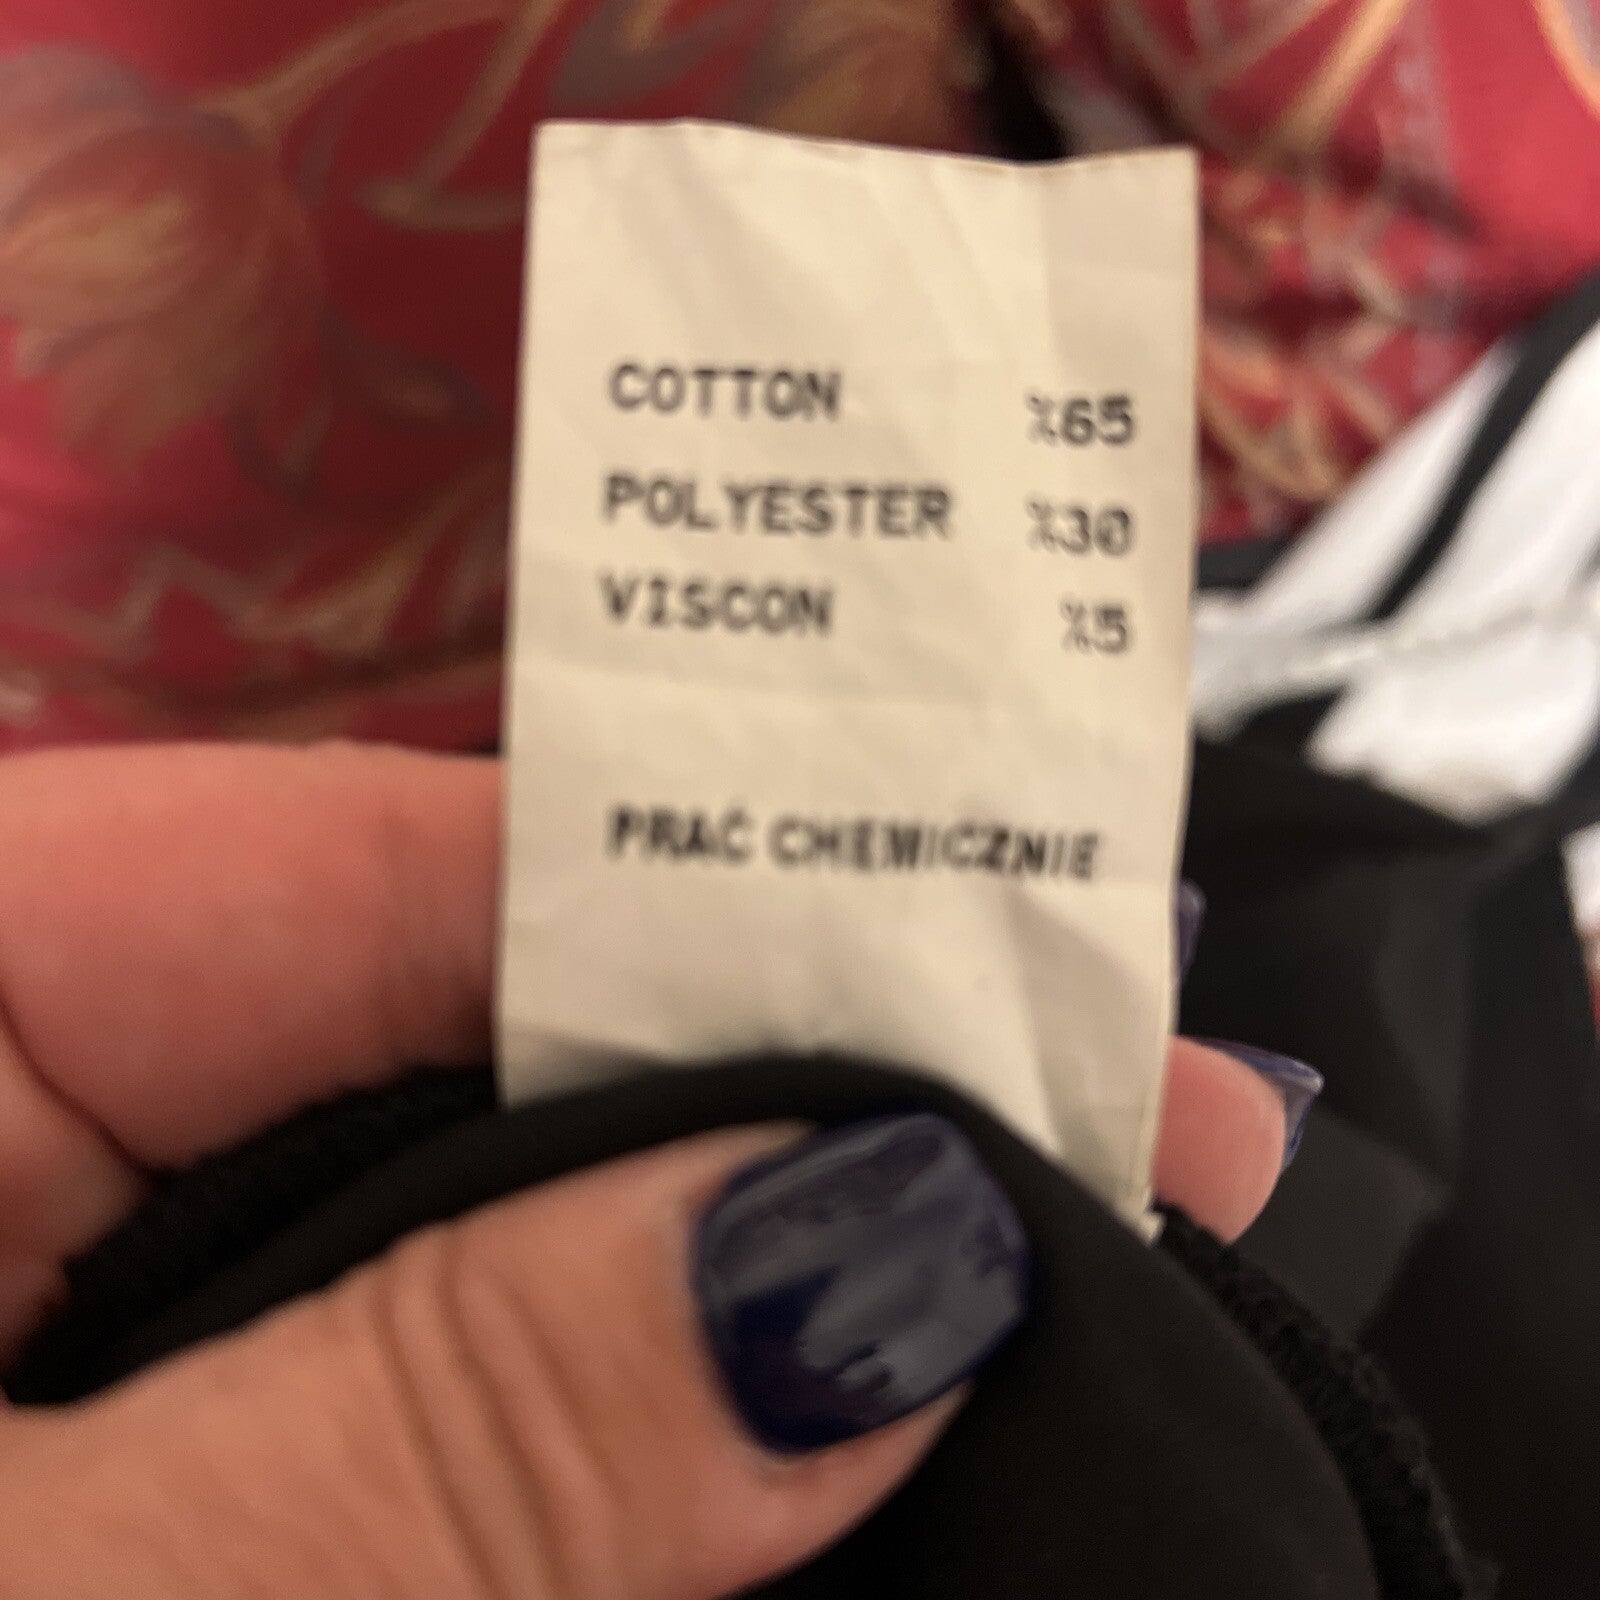 COTTON %65
POLYESTER %30
VISCON %5
PRAĆ CHEMICZNIE